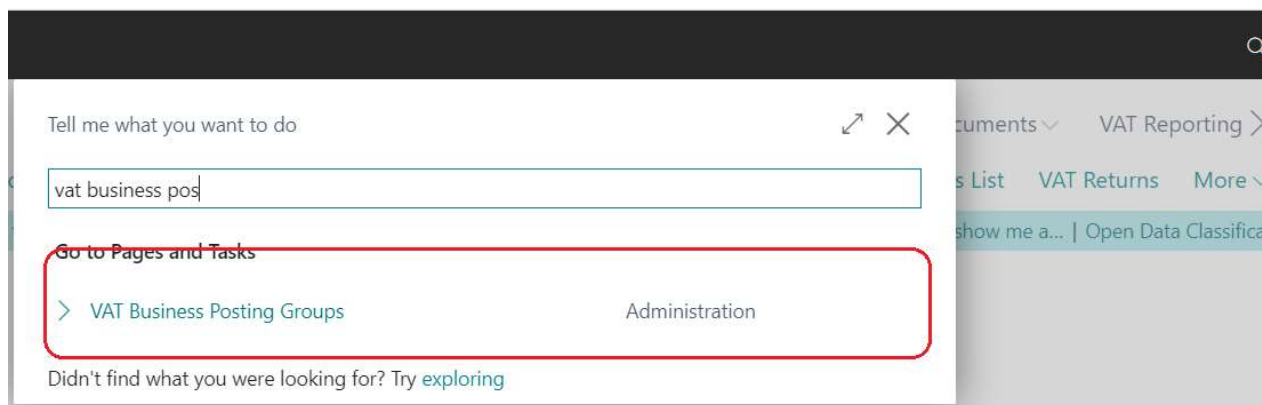 Tell me what you want to do
cuments VAT Reporting
vat business pos
s List VAT Returns More
show me a... | Open Data Classifica
Go to Pages and Tasks
VAT Business Posting Groups Administration
Didn't find what you were looking for? Try exploring